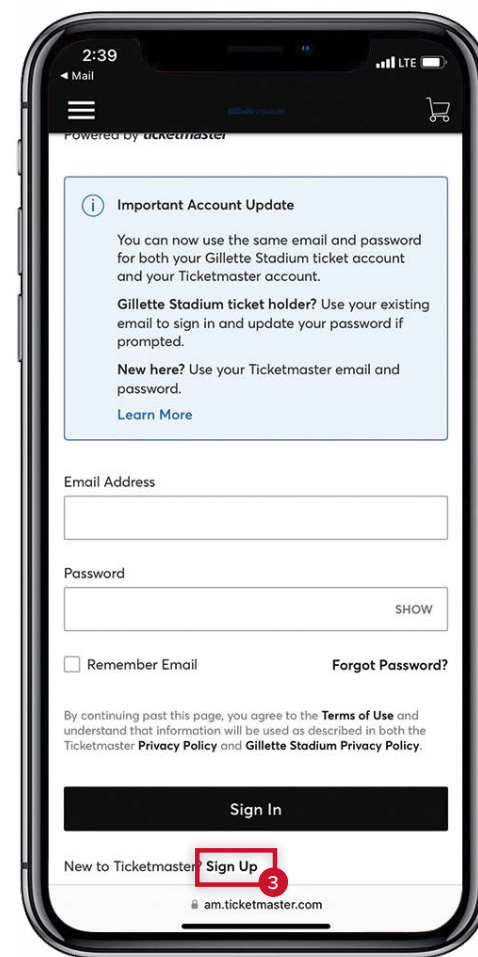 2:39
LTE
◄ Mail
Powered by ticketmaster
Important Account Update
You can now use the same email and password
for both your Gillette Stadium ticket account
and your Ticketmaster account.
Gillette Stadium ticket holder? Use your existing
email to sign in and update your password if
prompted.
New here? Use your Ticketmaster email and
password.
Learn More
Email Address
Password
SHOW
Remember Email
Forgot Password?
By continuing past this page, you agree to the Terms of Use and
understand that information will be used as described in both the
Ticketmaster Privacy Policy and Gillette Stadium Privacy Policy.
Sign In
New to Ticketmaster? Sign Up
3
am.ticketmaster.com